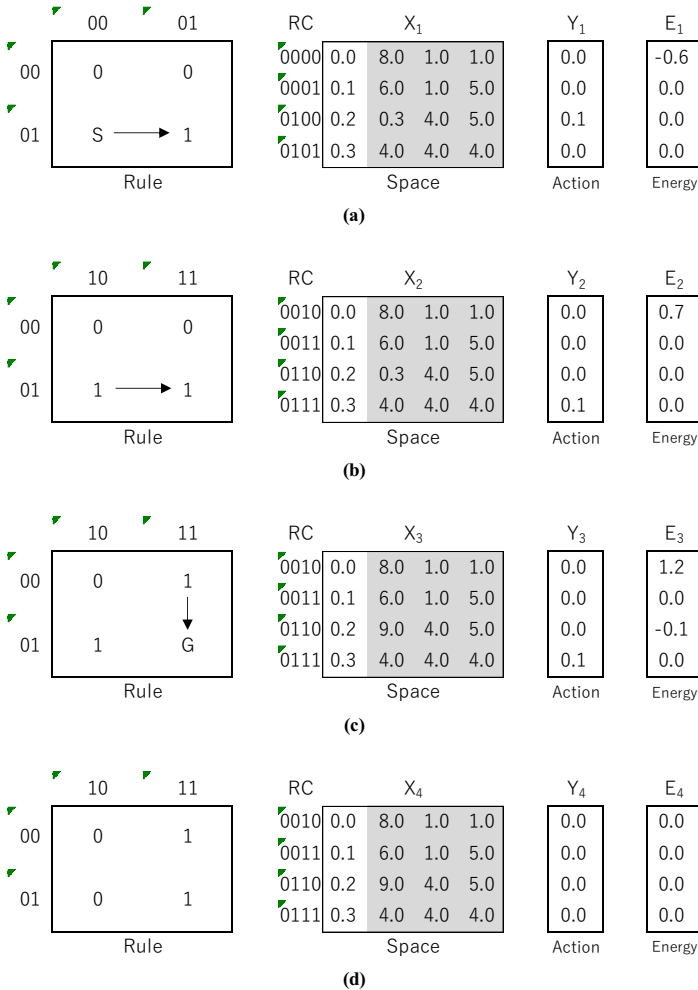 00 01 RC X1 Y1 E1
00 0 0 0000 0.0 8.0 1.0 1.0 0.0 -0.6
0001 0.1 6.0 1.0 5.0 0.0 0.0
01 S 1 0100 0.2 0.3 4.0 5.0 0.1 0.0
0101 0.3 4.0 4.0 4.0 0.0 0.0
Rule Space Action Energy
(a)
10 11 RC X2 Y2 E2
00 0 0 0010 0.0 8.0 1.0 1.0 0.0 0.7
0011 0.1 6.0 1.0 5.0 0.0 0.0
01 1 1 0110 0.2 0.3 4.0 5.0 0.0 0.0
0111 0.3 4.0 4.0 4.0 0.1 0.0
Rule Space Action Energy
(b)
10 11 RC X3 Y3 E3
00 0 1 0010 0.0 8.0 1.0 1.0 0.0 1.2
0011 0.1 6.0 1.0 5.0 0.0 0.0
01 1 G 0110 0.2 9.0 4.0 5.0 0.0 -0.1
0111 0.3 4.0 4.0 4.0 0.1 0.0
Rule Space Action Energy
(c)
10 11 RC X4 Y4 E4
00 0 1 0010 0.0 8.0 1.0 1.0 0.0 0.0
0011 0.1 6.0 1.0 5.0 0.0 0.0
01 0 1 0110 0.2 9.0 4.0 5.0 0.0 0.0
0111 0.3 4.0 4.0 4.0 0.0 0.0
Rule Space Action Energy
(d)